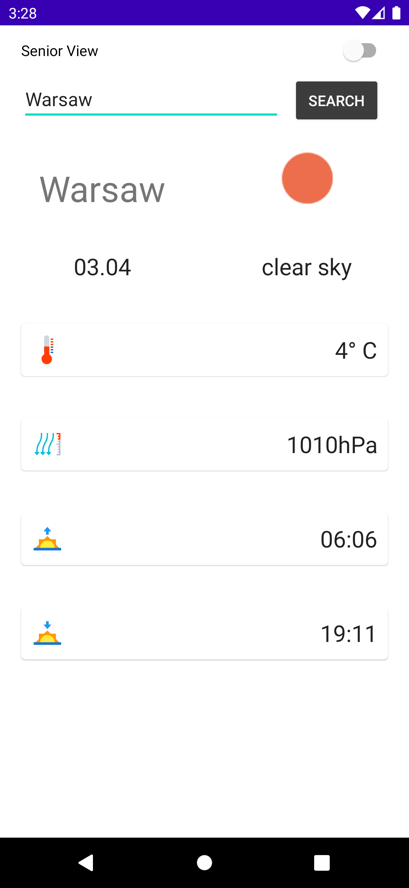 3:28
Senior View
Warsaw
SEARCH
Warsaw
03.04
clear sky
4° C
1010hPa
06:06
19:11